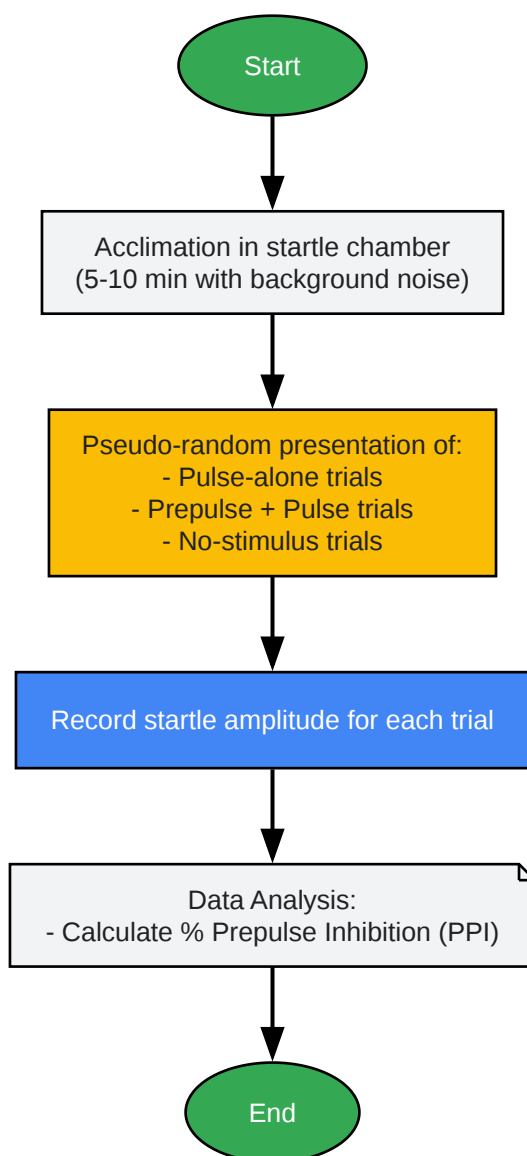 Start
Acclimation in startle chamber
(5-10 min with background noise)
Pseudo-random presentation of:
- Pulse-alone trials
- Prepulse + Pulse trials
- No-stimulus trials
Record startle amplitude for each trial
Data Analysis:
- Calculate % Prepulse Inhibition (PPI)
End